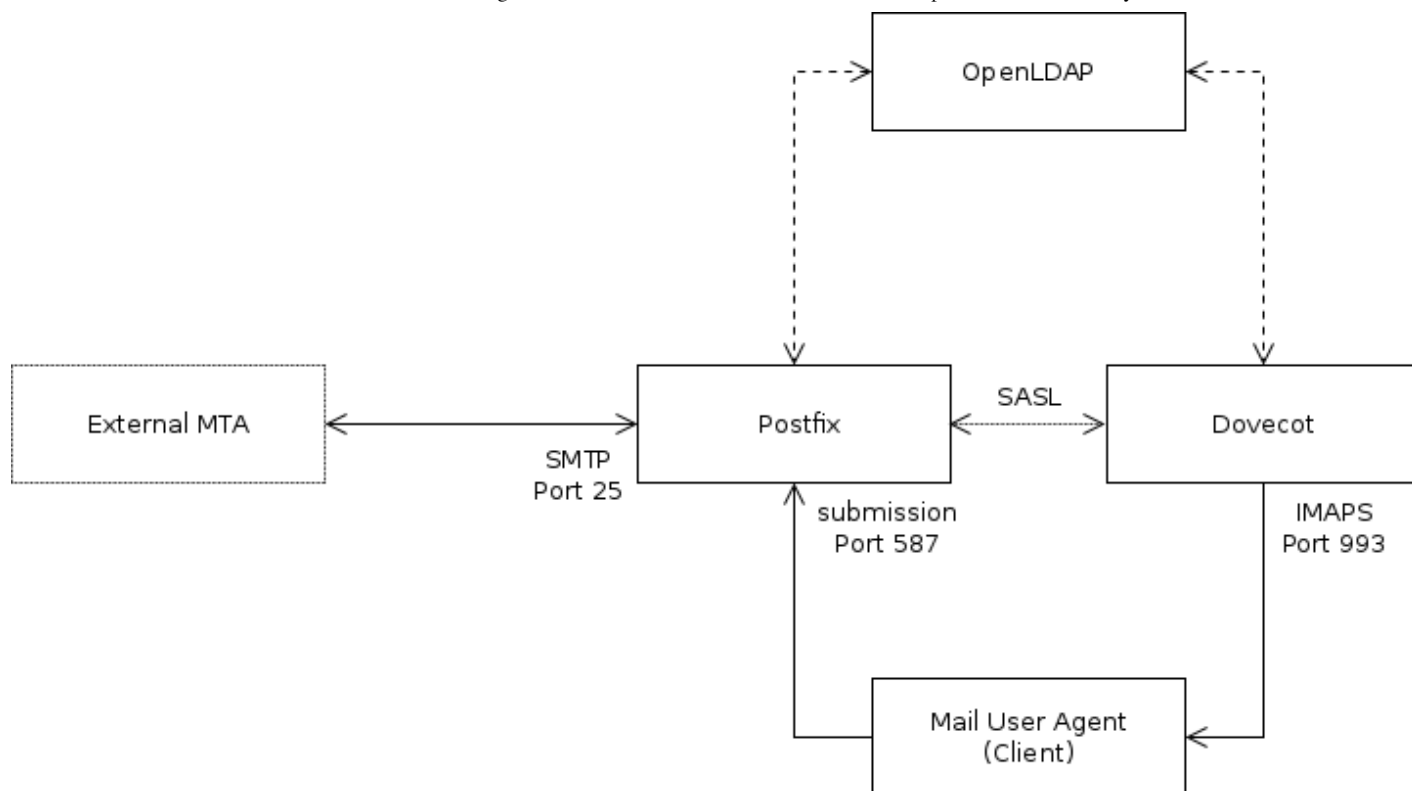 OpenLDAP
External MTA
Postfix
SASL
Dovecot
SMTP
Port 25
submission
Port 587
IMAPS
Port 993
Mail User Agent
(Client)